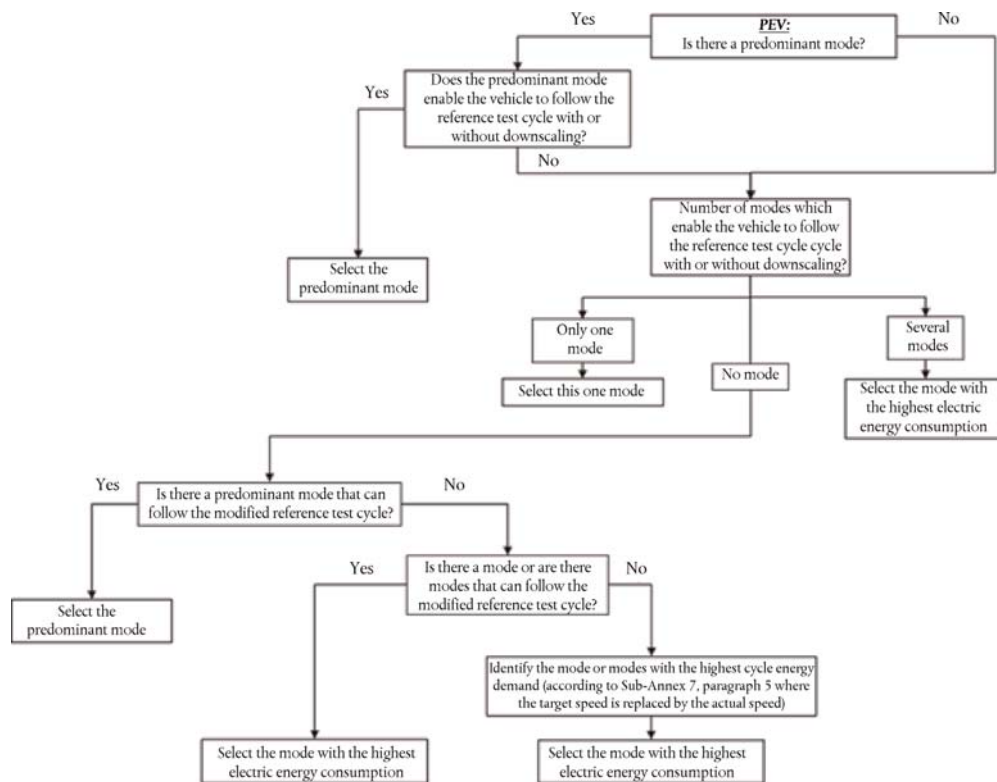 Yes
PEV:
Is there a predominant mode?
No
Does the predominant mode
enable the vehicle to follow the
reference test cycle with or
without downscaling?
Yes
No
Number of modes which
enable the vehicle to follow
the reference test cycle cycle
with or without downscaling?
Select the
predominant mode
Only one
mode
Several
modes
No mode
Select this one mode
Select the mode with
the highest electric
energy consumption
Yes
Is there a predominant mode that can
follow the modified reference test cycle?
No
Yes
Is there a mode or are there
modes that can follow the
modified reference test cycle?
No
Select the
predominant mode
Identify the mode or modes with the highest cycle energy
demand (according to Sub-Annex 7, paragraph 5 where
the target speed is replaced by the actual speed)
Select the mode with the highest
electric energy consumption
Select the mode with the highest
electric energy consumption